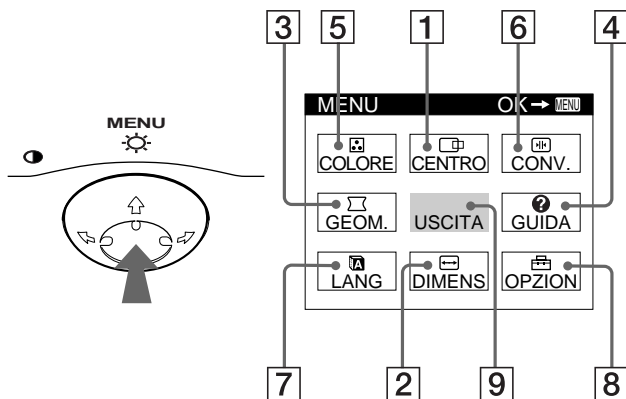 3 5 1 6 4
MENU
MENU OK → MENU
COLORE CENTRO CONV.
GEOM. USCITA GUIDA
LANG DIMENS OPZION
7 2 9 8